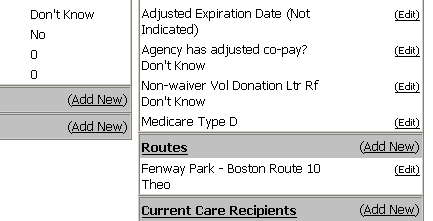 Don't Know
No
0
0
(Add New)
(Add New)
Adjusted Expiration Date (Not Indicated) (Edit)
Agency has adjusted co-pay? (Edit)
Don't Know
Non-waiver Vol Donation Ltr Rf (Edit)
Don't Know
Medicare Type D (Edit)
Routes (Add New)
Fenway Park - Boston Route 10 (Edit)
Theo
Current Care Recipients (Add New)